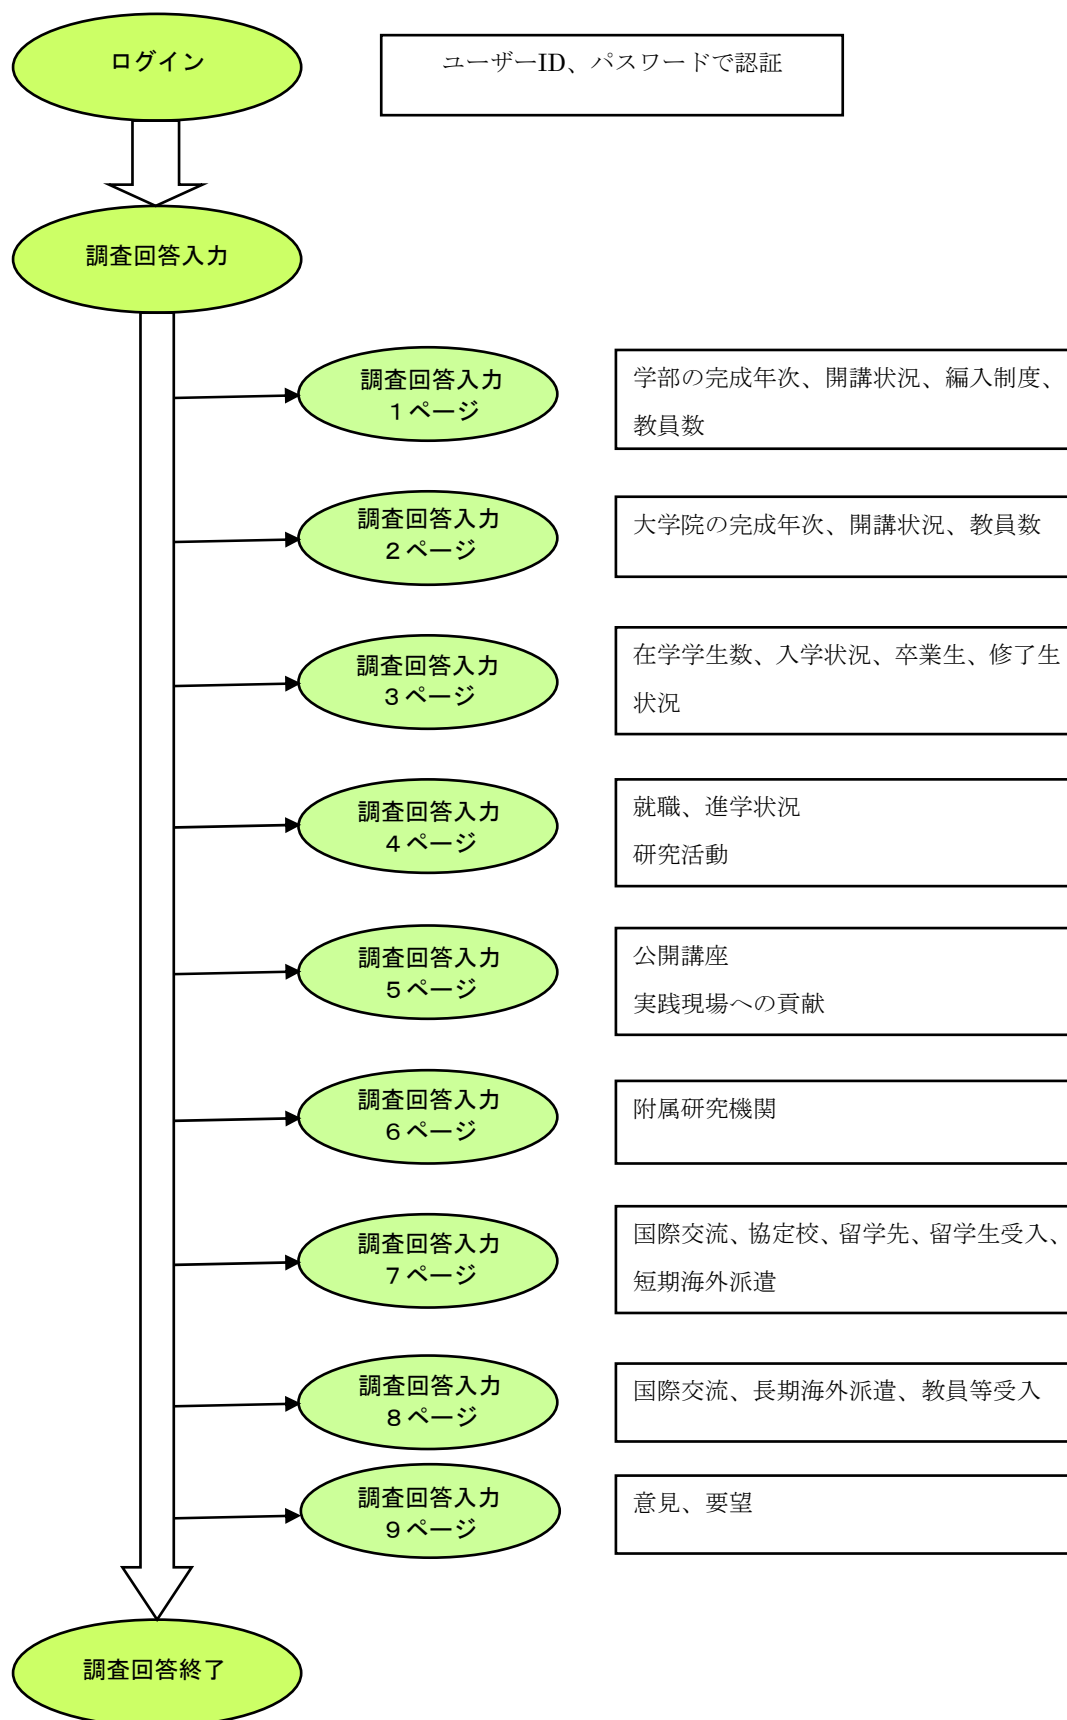 ログイン
ユーザーID、パスワードで認証
調査回答入力
調査回答入力
１ページ
学部の完成年次、開講状況、編入制度、
教員数
調査回答入力
２ページ
大学院の完成年次、開講状況、教員数
調査回答入力
３ページ
在学学生数、入学状況、卒業生、修了生
状況
調査回答入力
４ページ
就職、進学状況
研究活動
調査回答入力
５ページ
公開講座
実践現場への貢献
調査回答入力
６ページ
附属研究機関
調査回答入力
７ページ
国際交流、協定校、留学先、留学生受入、
短期海外派遣
調査回答入力
８ページ
国際交流、長期海外派遣、教員等受入
調査回答入力
９ページ
意見、要望
調査回答終了